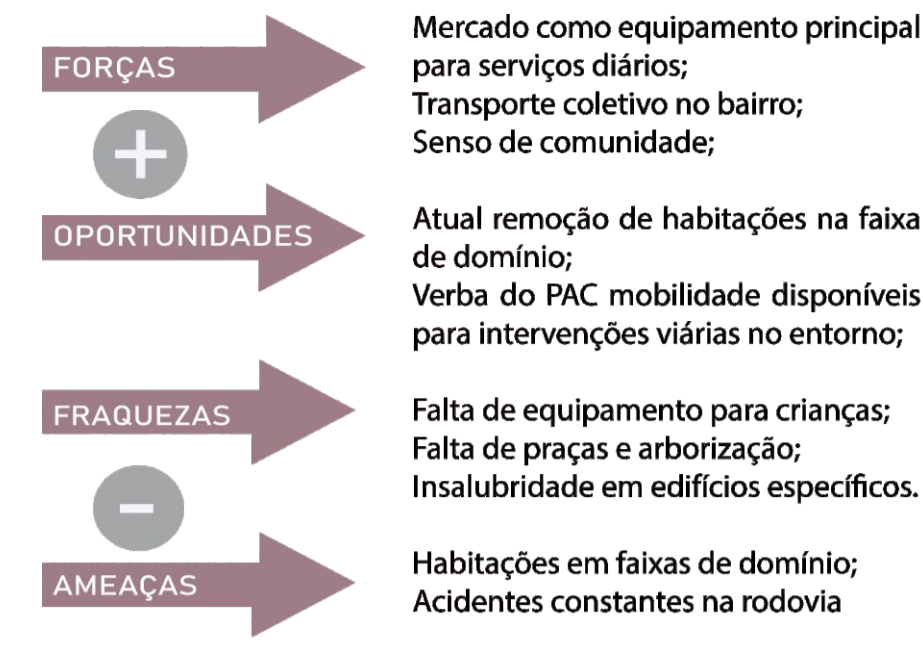 FORÇAS
Mercado como equipamento principal
para serviços diários;
Transporte coletivo no bairro;
Senso de comunidade;
+
OPORTUNIDADES
Atual remoção de habitações na faixa
de domínio;
Verba do PAC mobilidade disponíveis
para intervenções viárias no entorno;
FRAQUEZAS
Falta de equipamento para crianças;
Falta de praças e arborização;
Insalubridade em edifícios específicos.
-
AMEAÇAS
Habitações em faixas de domínio;
Acidentes constantes na rodovia